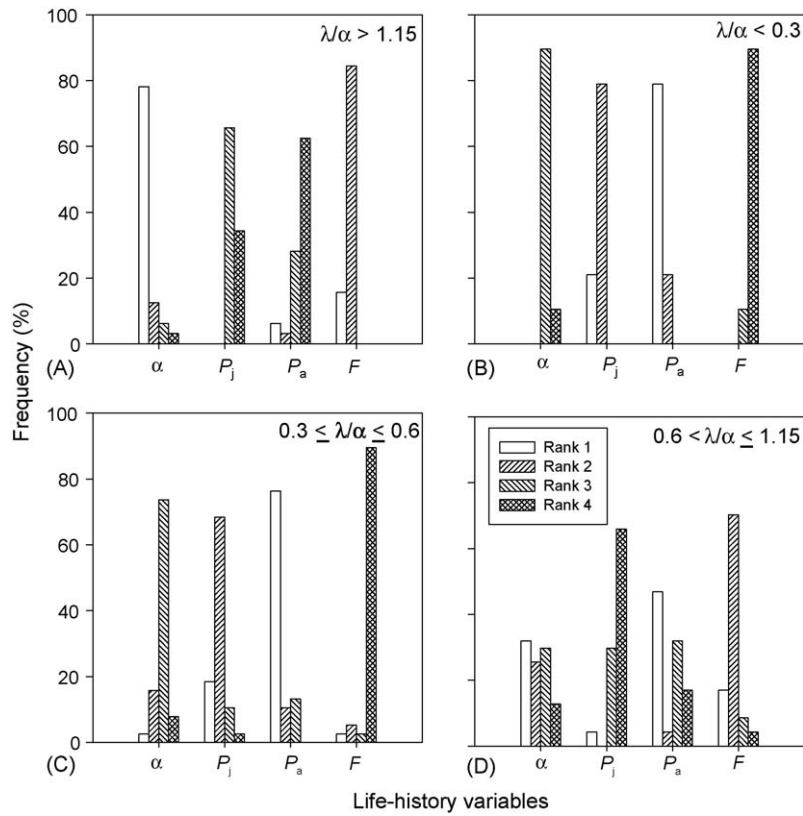 100
80
60
40
20
0
λ/α > 1.15
(A)
α
Pj
Pa
F
λ/α < 0.3
(B)
α
Pj
Pa
F
Frequency (%)
100
80
60
40
20
0
0.3 ≤ λ/α ≤ 0.6
(C)
α
Pj
Pa
F
0.6 < λ/α ≤ 1.15
Rank 1
Rank 2
Rank 3
Rank 4
(D)
α
Pj
Pa
F
Life-history variables